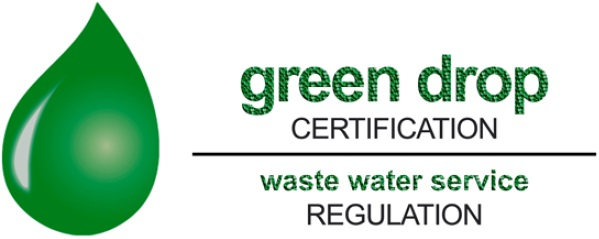 green drop
CERTIFICATION
waste water service
REGULATION